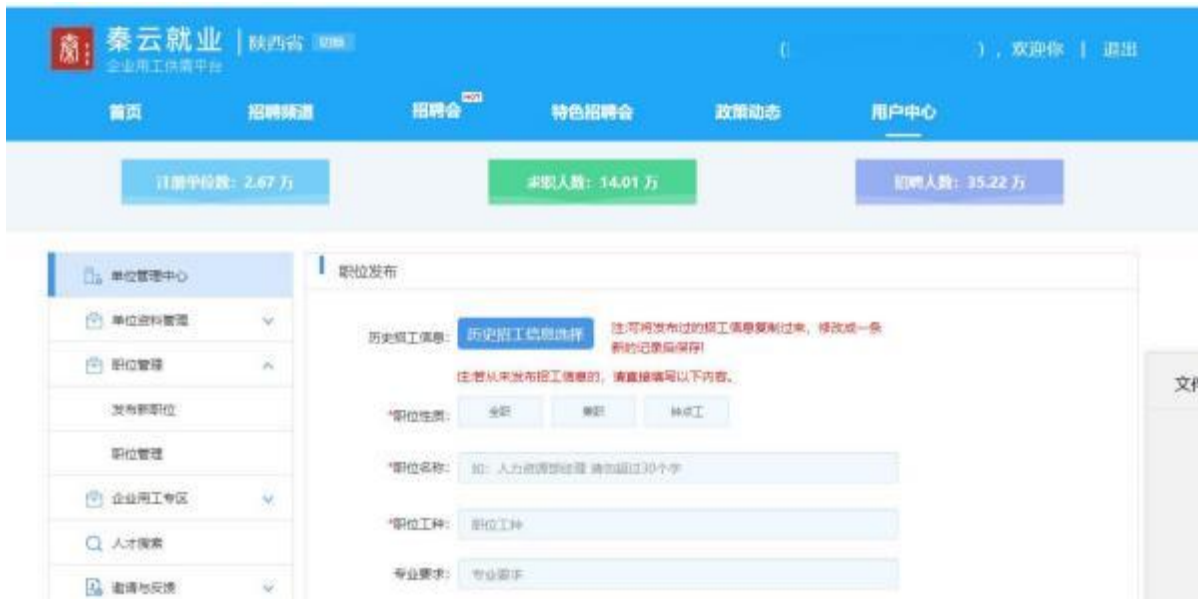 秦云就业 | 陕西省 切换
企业用工供需平台
( ) , 欢迎你 | 退出
首页 招聘频道 招聘会 HOT 特色招聘会 政策动态 用户中心
注册单位数: 2.67 万 求职人数: 14.01 万 招聘人数: 35.22 万
单位管理中心
单位资料管理
职位管理
发布新职位
职位管理
企业用工专区
人才搜索
邀请与反馈
职位发布
历史招工信息: 历史招工信息选择 注:可将发布过的招工信息复制过来，修改成一条
新的记录后保存!
注:若从未发布招工信息的，请直接填写以下内容。
*职位性质: 全职 兼职 钟点工
*职位名称: 如: 人力资源部经理 请勿超过30个字
*职位工种: 职位工种
专业要求: 专业要求
文件